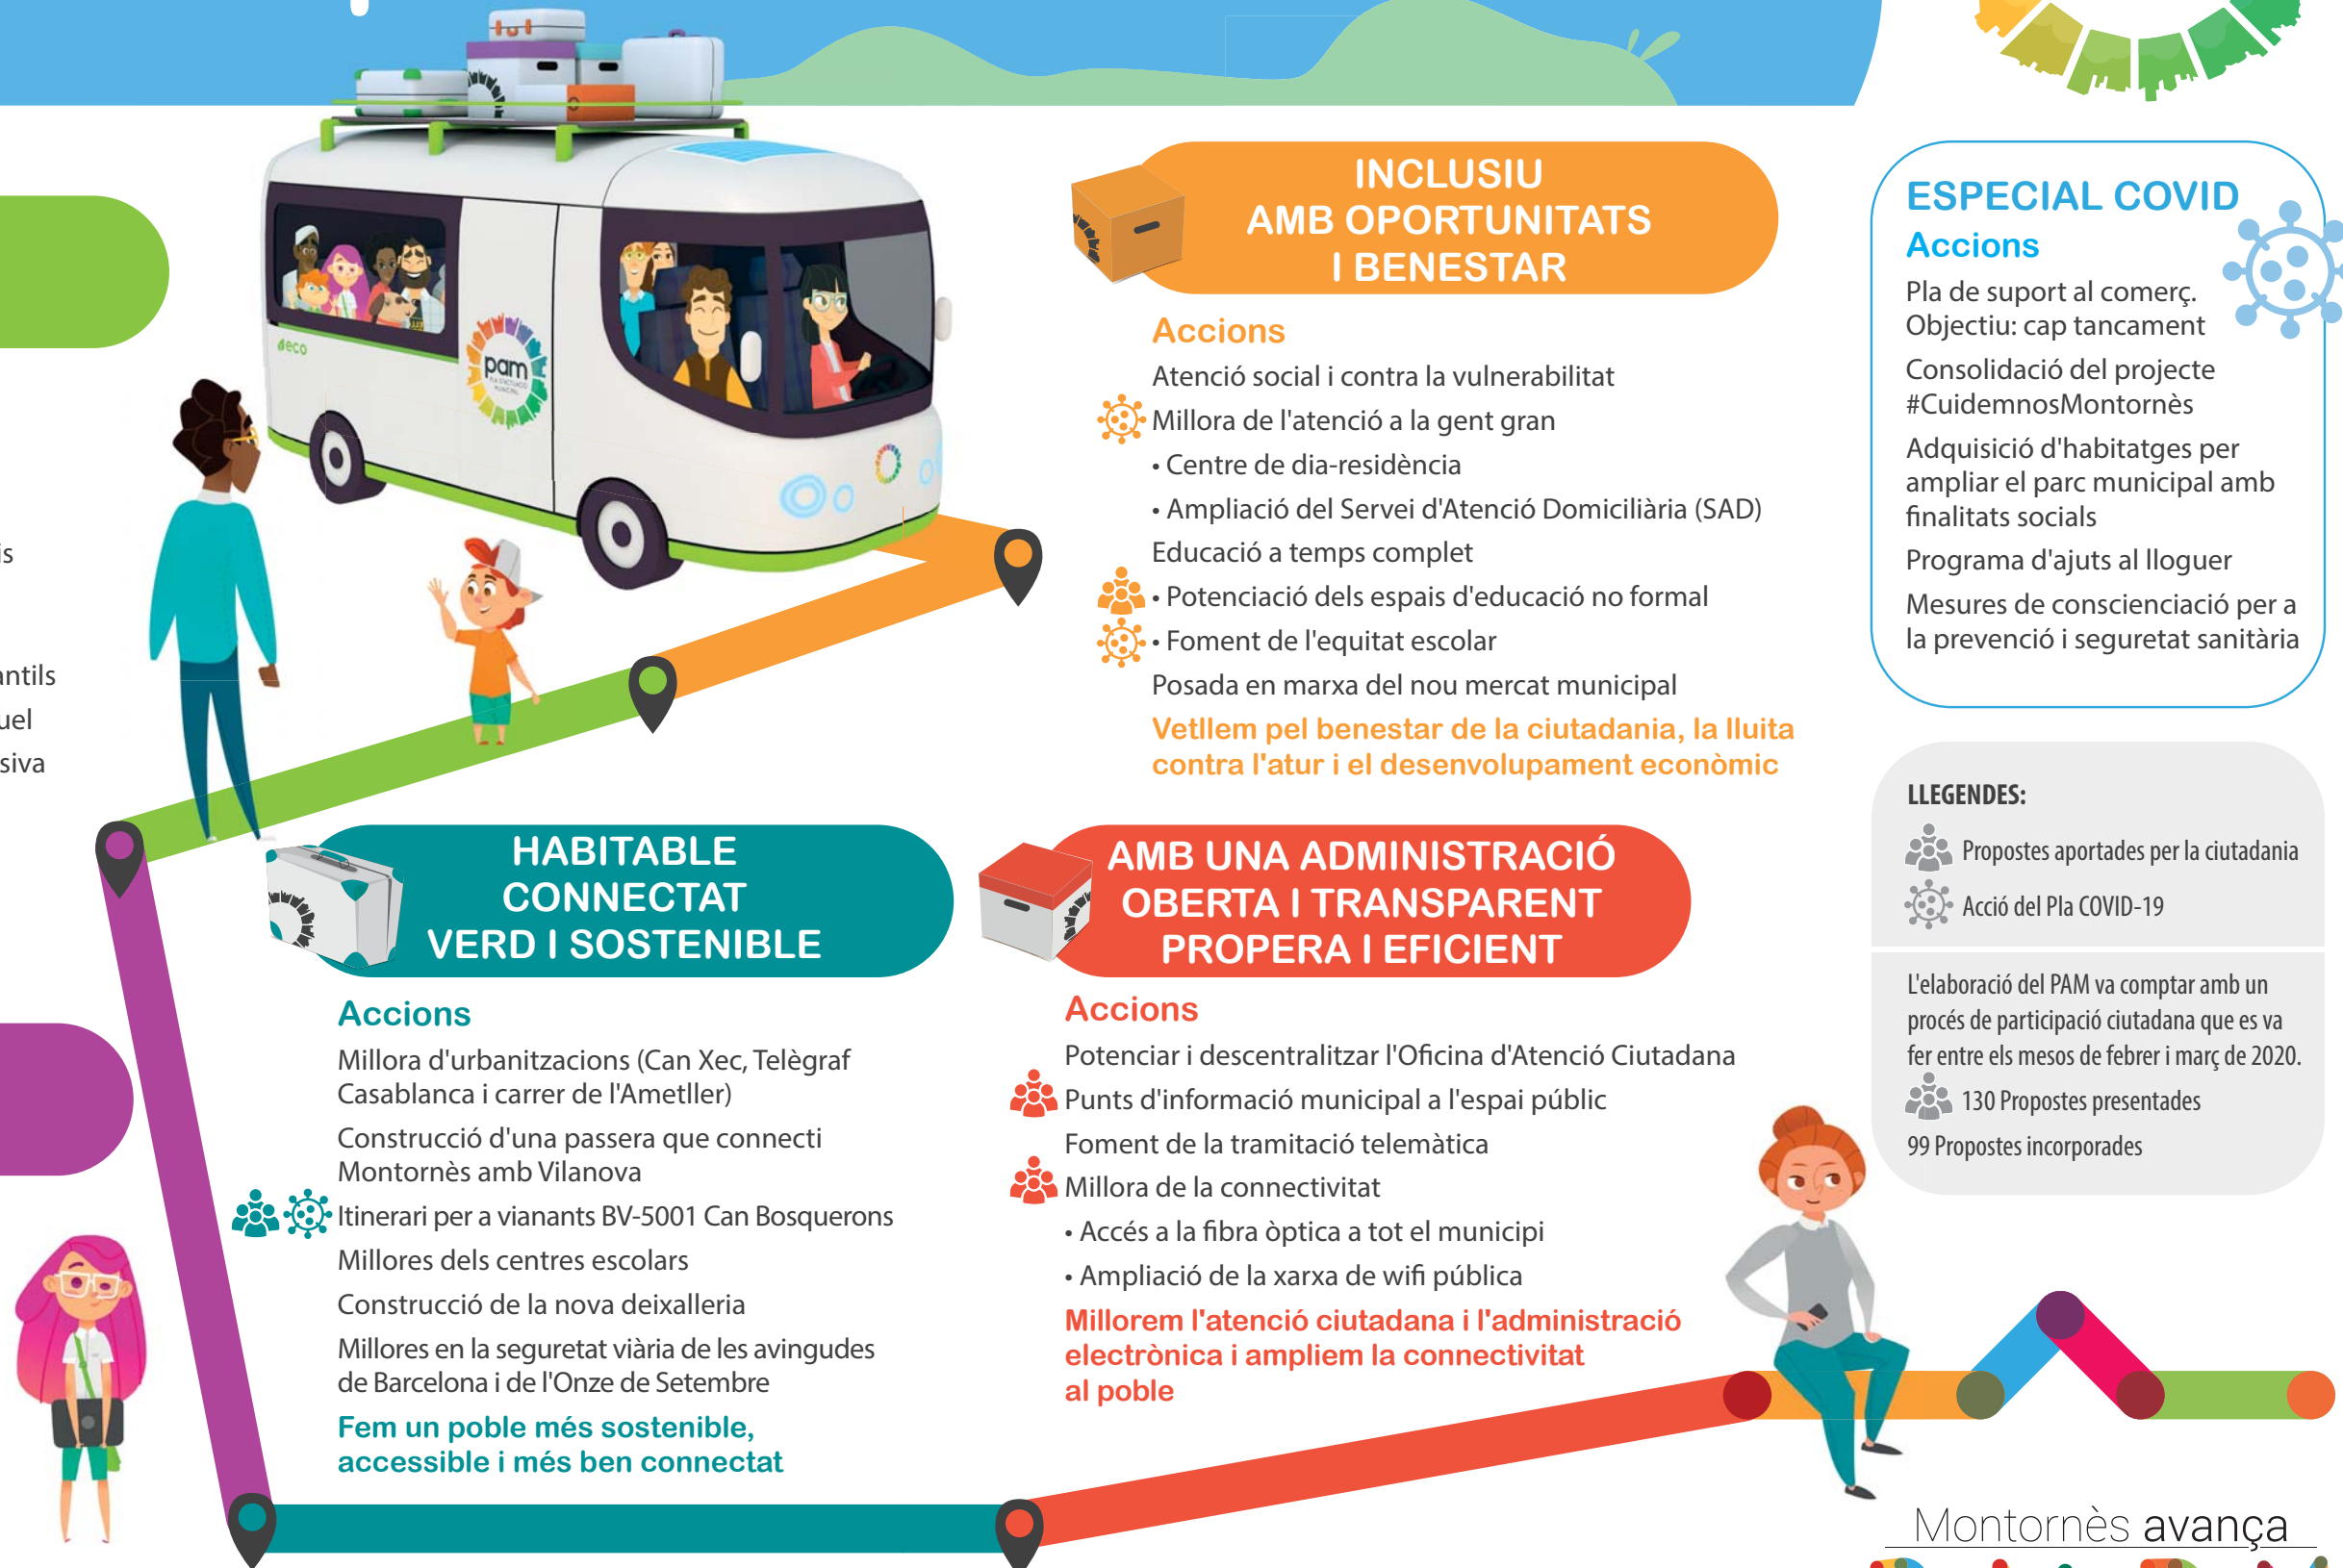 is
antils
uel
siva
eco
pam
PLA D'ACTUACIÓ
MUNICIPAL
INCLUSIU
AMB OPORTUNITATS
I BENESTAR
Accions
Atenció social i contra la vulnerabilitat
Millora de l'atenció a la gent gran
• Centre de dia-residència
• Ampliació del Servei d'Atenció Domiciliària (SAD)
Educació a temps complet
• Potenciació dels espais d'educació no formal
• Foment de l'equitat escolar
Posada en marxa del nou mercat municipal
Vetllem pel benestar de la ciutadania, la lluita
contra l'atur i el desenvolupament econòmic
ESPECIAL COVID
Accions
Pla de suport al comerç.
Objectiu: cap tancament
Consolidació del projecte
#CuidemnosMontornès
Adquisició d'habitatges per
ampliar el parc municipal amb
finalitats socials
Programa d'ajuts al lloguer
Mesures de conscienciació per a
la prevenció i seguretat sanitària
HABITABLE
CONNECTAT
VERD I SOSTENIBLE
Accions
Millora d'urbanitzacions (Can Xec, Telègraf
Casablanca i carrer de l'Ametller)
Construcció d'una passera que connecti
Montornès amb Vilanova
Itinerari per a vianants BV-5001 Can Bosquerons
Millores dels centres escolars
Construcció de la nova deixalleria
Millores en la seguretat viària de les avingudes
de Barcelona i de l'Onze de Setembre
Fem un poble més sostenible,
accessible i més ben connectat
AMB UNA ADMINISTRACIÓ
OBERTA I TRANSPARENT
PROPERA I EFICIENT
Accions
Potenciar i descentralitzar l'Oficina d'Atenció Ciutadana
Punts d'informació municipal a l'espai públic
Foment de la tramitació telemàtica
Millora de la connectivitat
• Accés a la fibra òptica a tot el municipi
• Ampliació de la xarxa de wifi pública
Millorem l'atenció ciutadana i l'administració
electrònica i ampliem la connectivitat
al poble
LLEGENDES:
Propostes aportades per la ciutadania
Acció del Pla COVID-19
L'elaboració del PAM va comptar amb un
procés de participació ciutadana que es va
fer entre els mesos de febrer i març de 2020.
130 Propostes presentades
99 Propostes incorporades
Montornès avança